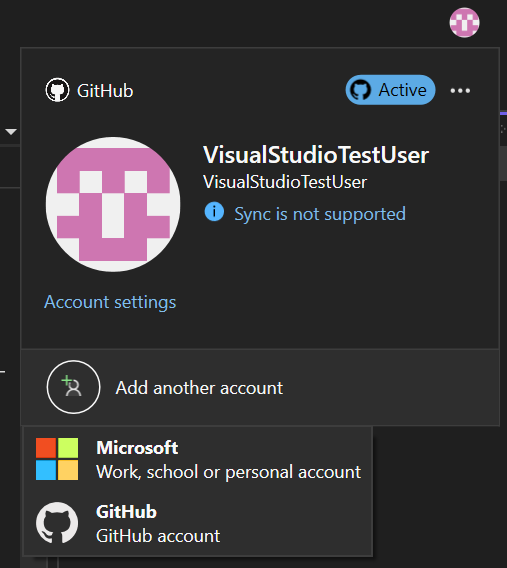 GitHub
Active
VisualStudioTestUser
VisualStudioTestUser
Sync is not supported
Account settings
Add another account
Microsoft
Work, school or personal account
GitHub
GitHub account